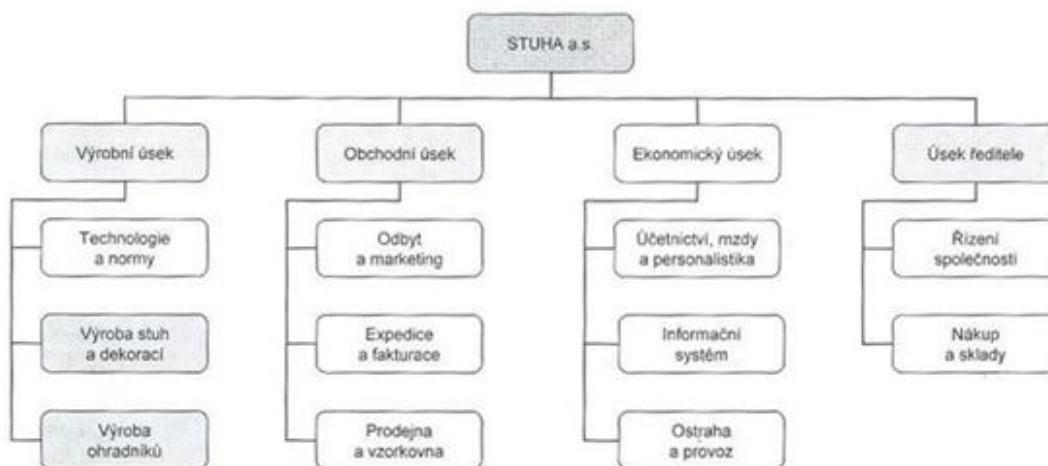 STUHA a.s.
Výrobní úsek
Obchodní úsek
Ekonomický úsek
Úsek ředitele
Technologie
a normy
Odbyt
a marketing
Účetnictví, mzdy
a personalistika
Řízení
společnosti
Výroba stuh
a dekorací
Expedice
a fakturace
Informační
systém
Nákup
a sklady
Výroba
ohradníků
Prodejna
a vzorkovna
Ostraha
a provoz